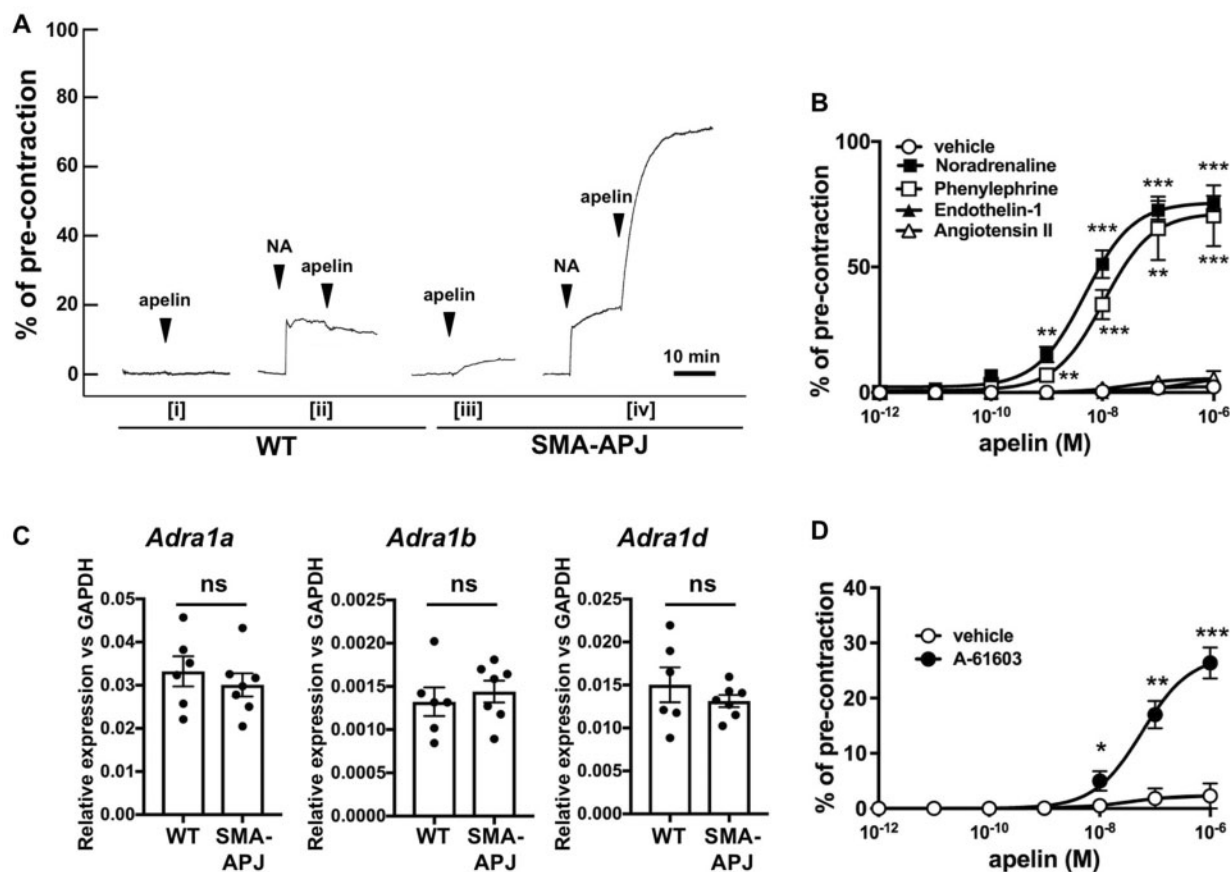 A
% of pre-contraction
100
80
60
40
20
0
apelin
NA
apelin
apelin
NA
apelin
10 min
[i]
[ii]
[iii]
[iv]
WT
SMA-APJ
B
% of pre-contraction
100
50
0
vehicle
Noradrenaline
Phenylephrine
Endothelin-1
Angiotensin II
**
**
***
***
***
**
***
***
10⁻¹²
10⁻¹⁰
10⁻⁸
10⁻⁶
apelin (M)
C
Adra1a
Relative expression vs GAPDH
ns
0.05
0.04
0.03
0.02
0.01
0.00
WT
SMA-
APJ
Adra1b
Relative expression vs GAPDH
ns
0.0025
0.0020
0.0015
0.0010
0.0005
0.0000
WT
SMA-
APJ
Adra1d
Relative expression vs GAPDH
ns
0.025
0.020
0.015
0.010
0.005
0.000
WT
SMA-
APJ
D
% of pre-contraction
40
30
20
10
0
vehicle
A-61603
*
**
***
10⁻¹²
10⁻¹⁰
10⁻⁸
10⁻⁶
apelin (M)